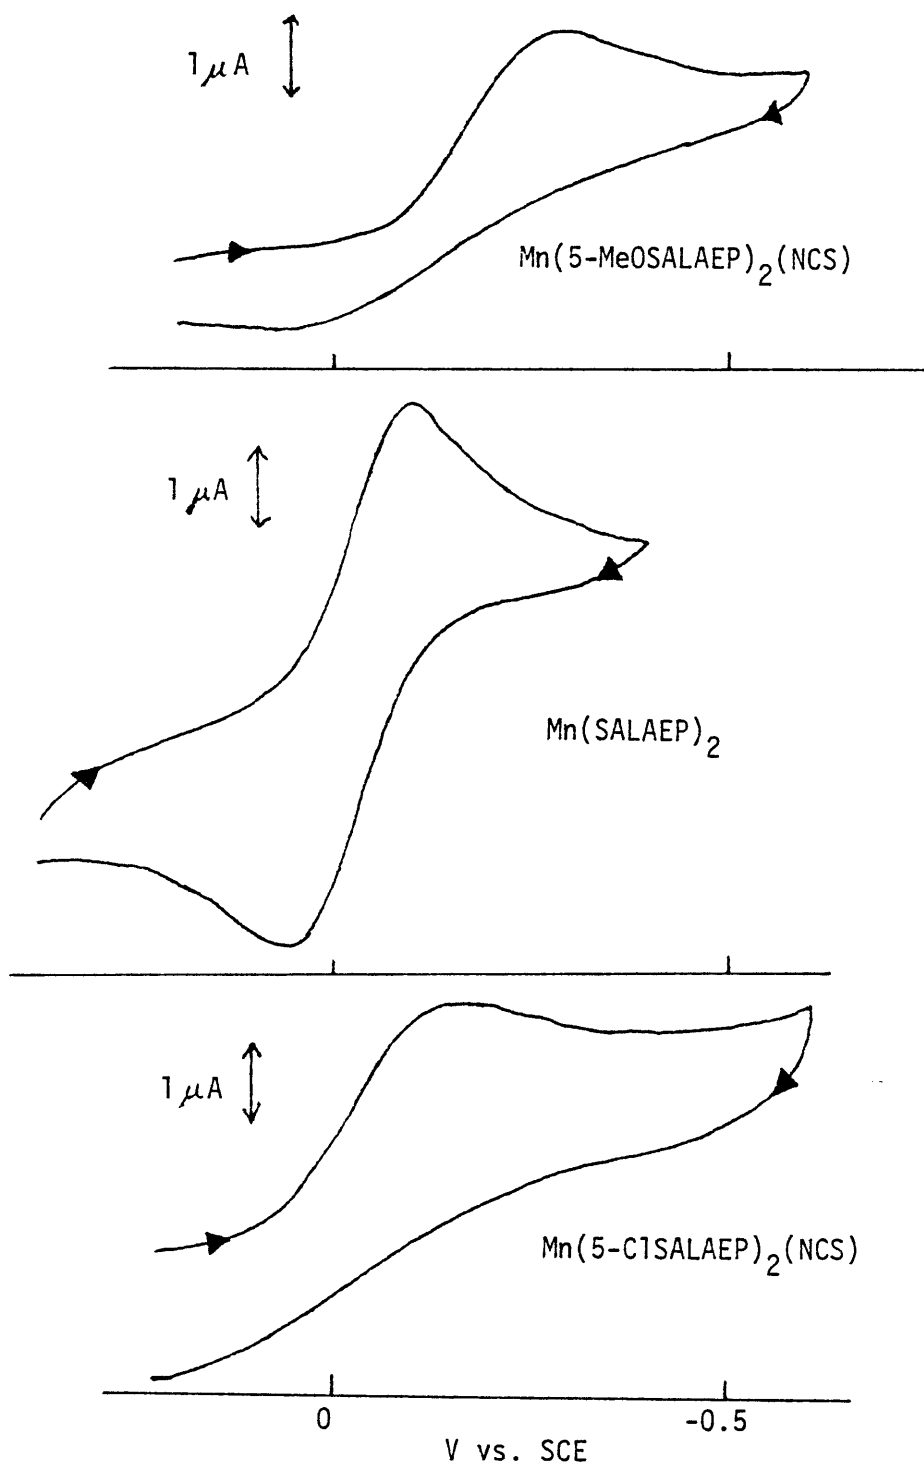 1 μA
Mn(5-MeOSALAEP)₂(NCS)
1 μA
Mn(SALAEP)₂
1 μA
Mn(5-ClSALAEP)₂(NCS)
0 -0.5
V vs. SCE